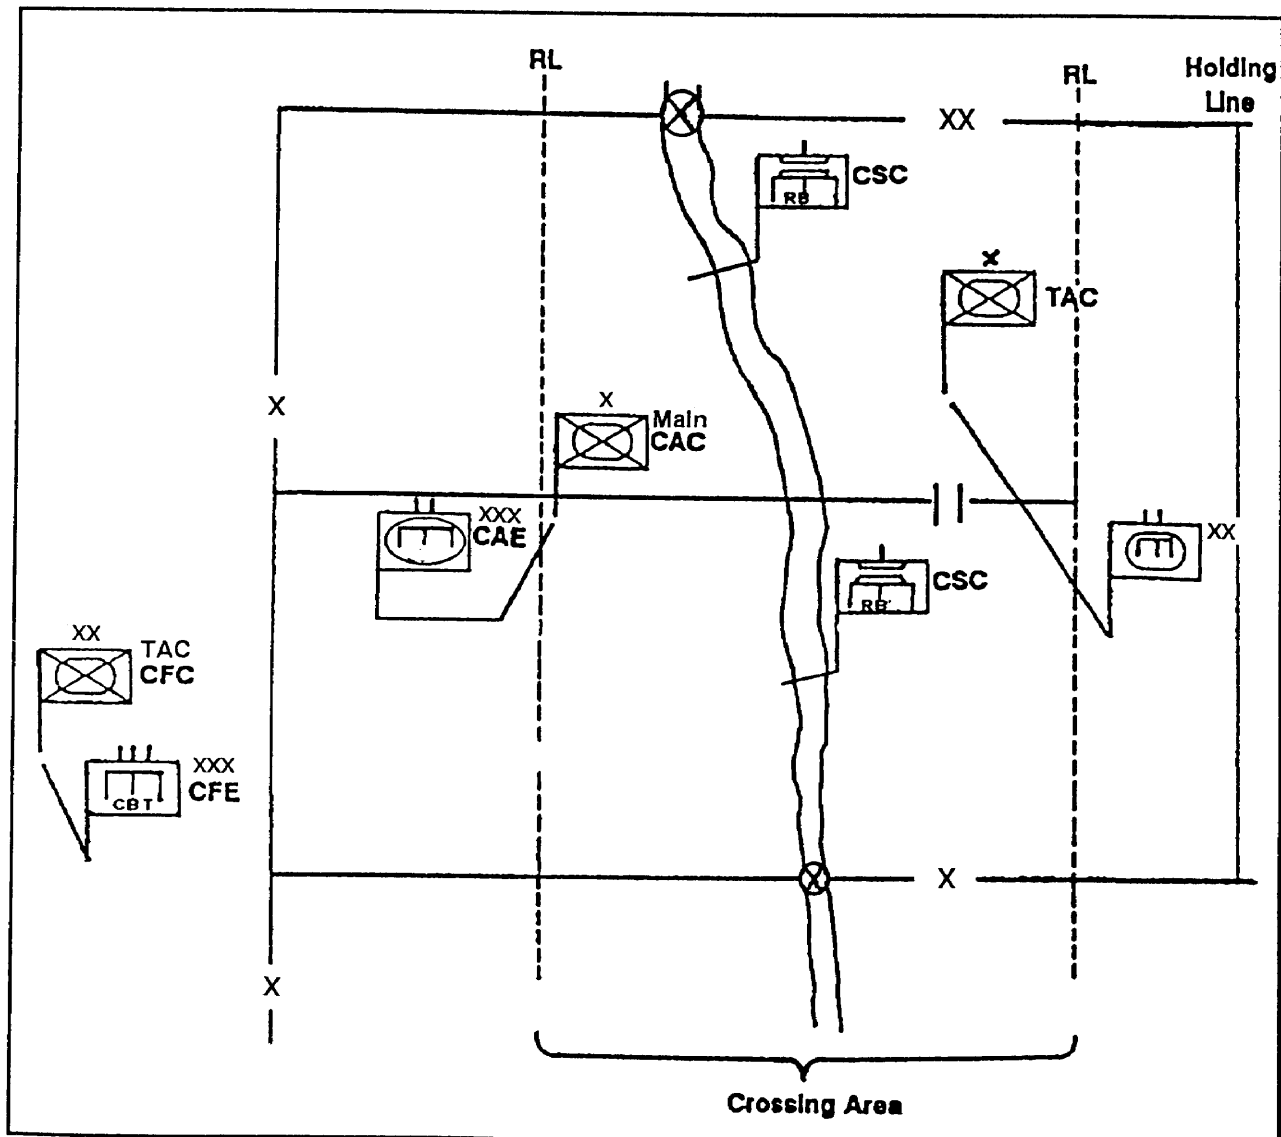 RL
RL
Holding
Line
XX
RB
CSC
X
TAC
X
X
Main
CAC
XXX
CAE
XX
RB
CSC
XX
TAC
CFC
XXX
CFE
CBT
X
X
Crossing Area